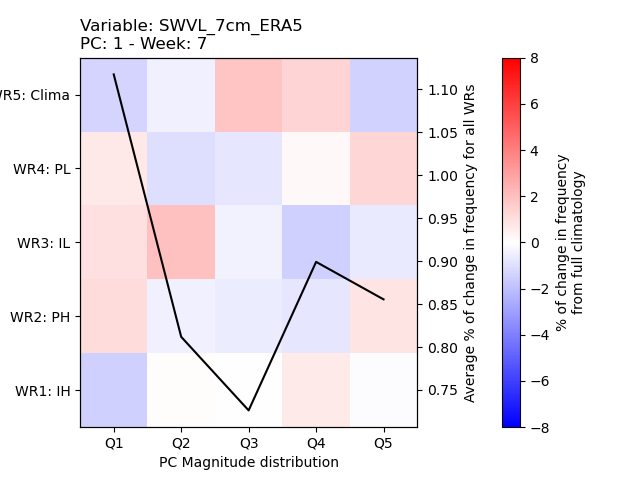 Variable: SWVL_7cm_ERA5
PC: 1 - Week: 7
WR5: Clima
WR4: PL
WR3: IL
WR2: PH
WR1: IH
Q1 Q2 Q3 Q4 Q5
PC Magnitude distribution
1.10
1.05
1.00
0.95
0.90
0.85
0.80
0.75
Average % of change in frequency for all WRs
8
6
4
2
0
−2
−4
−6
−8
% of change in frequency
from full climatology